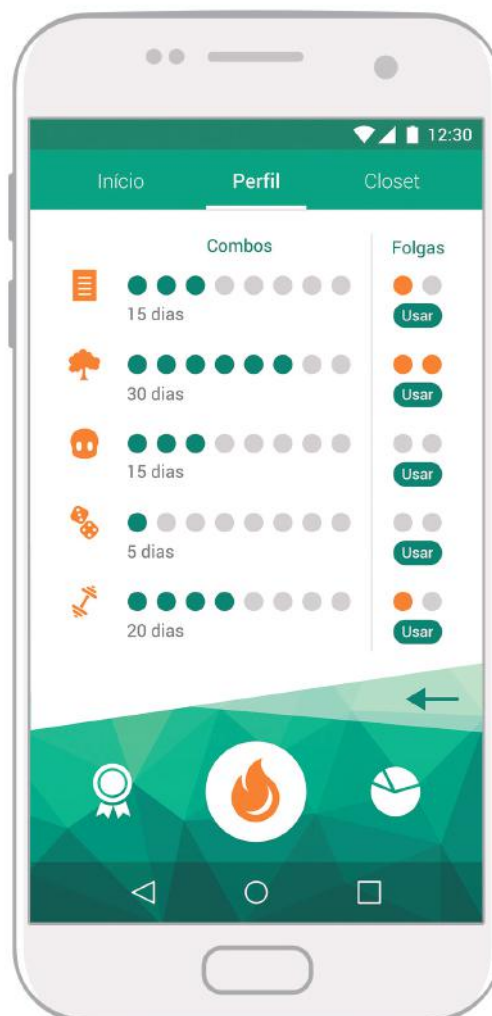 12:30
Início Perfil Closet
Combos Folgas
15 dias Usar
30 dias Usar
15 dias Usar
5 dias Usar
20 dias Usar